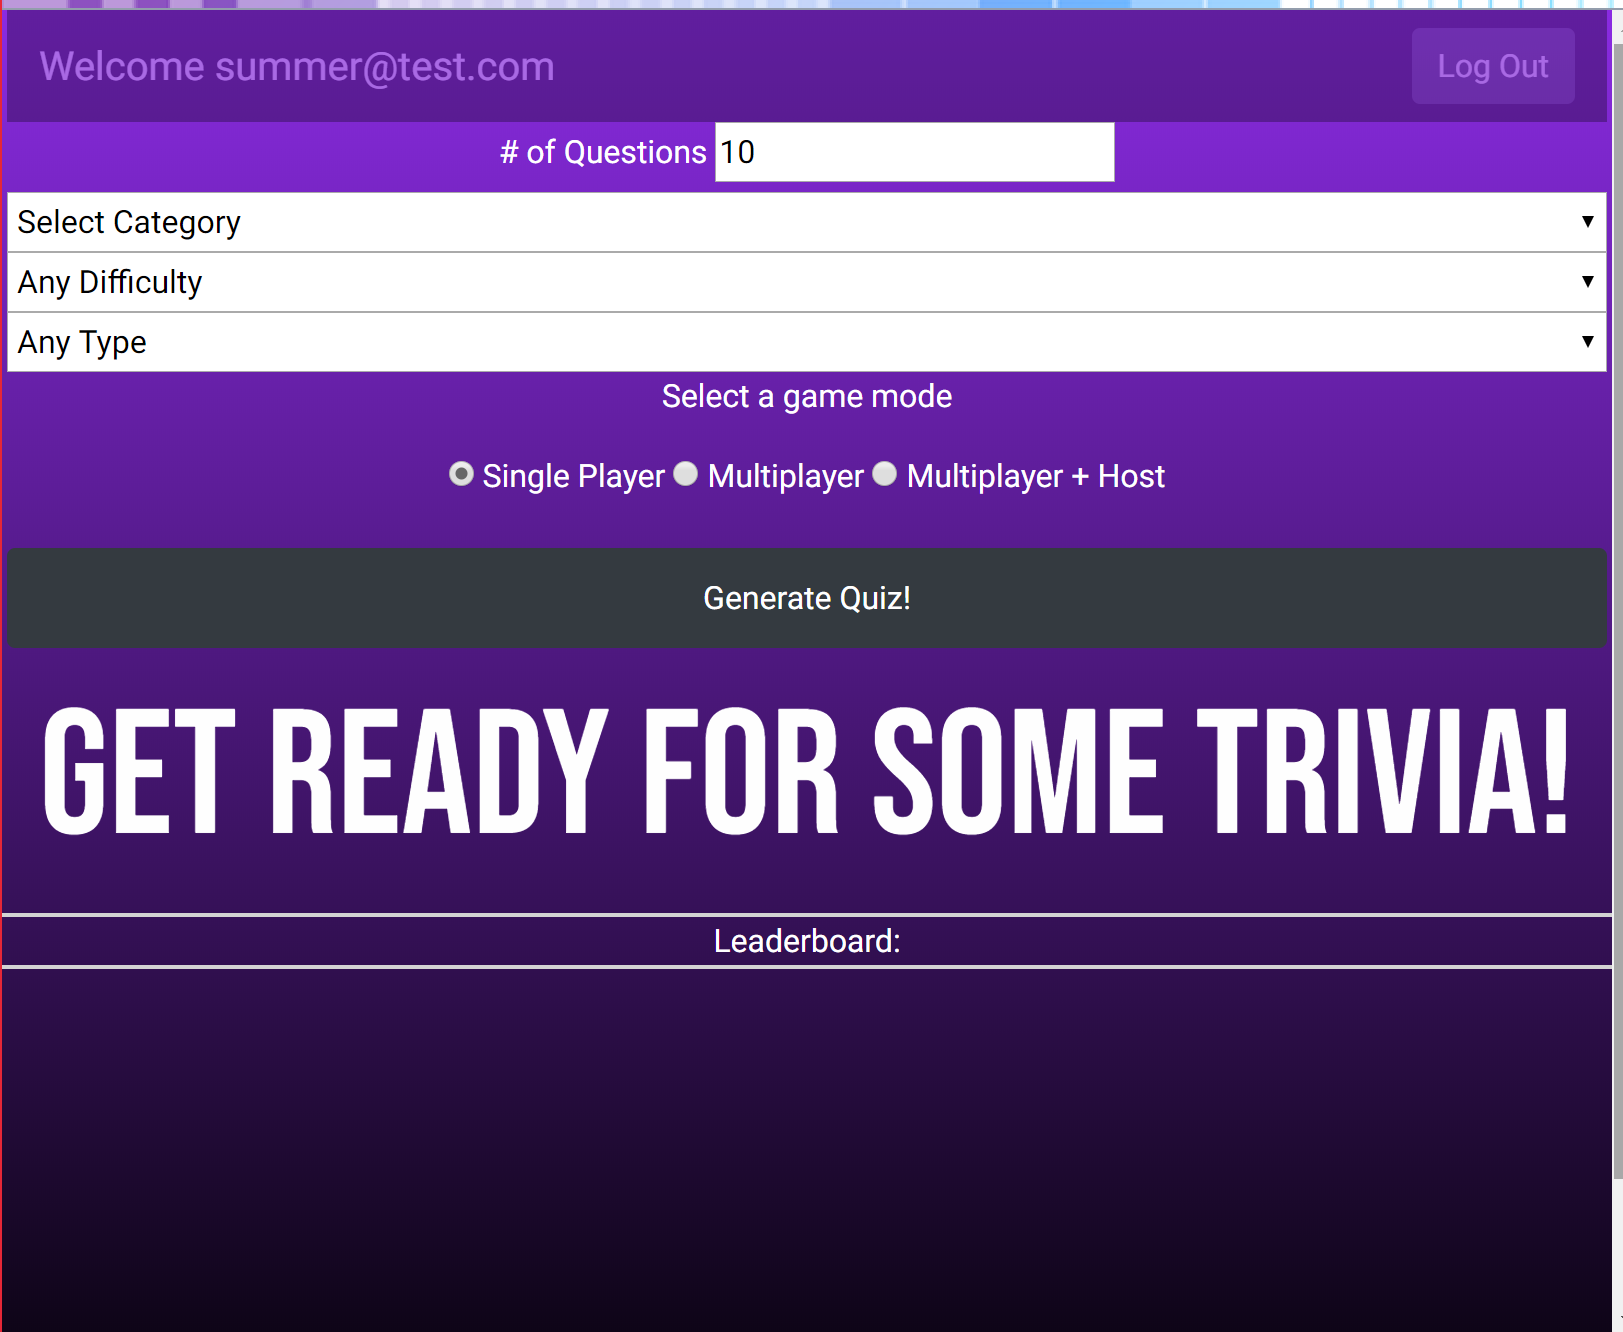 Welcome summer@test.com
Log Out
# of Questions 10
Select Category
Any Difficulty
Any Type
Select a game mode
Single Player Multiplayer Multiplayer + Host
Generate Quiz!
GET READY FOR SOME TRIVIA!
Leaderboard: